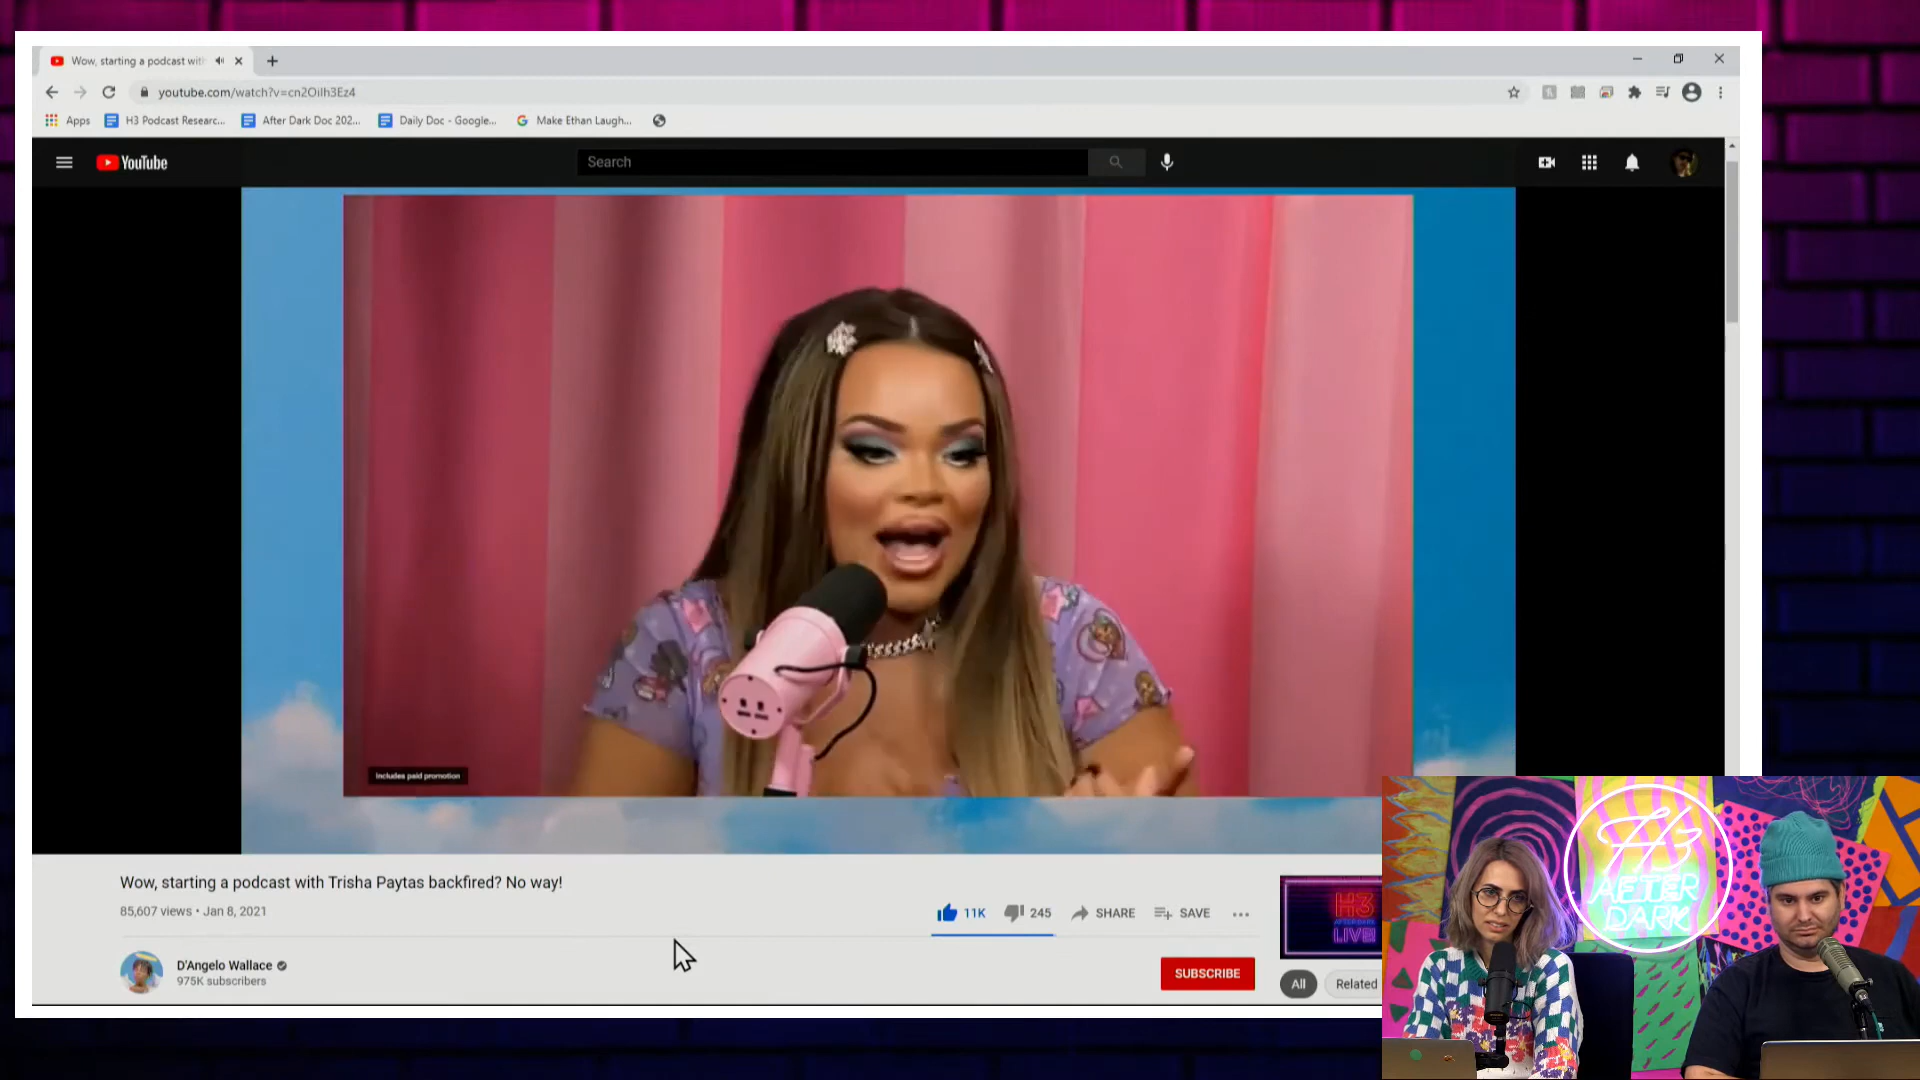 Wow, starting a podcast with
youtube.com/watch?v=cn2Oilh3Ez4
Apps
H3 Podcast Researc...
After Dark Doc 202...
Daily Doc - Google...
Make Ethan Laugh...
YouTube
Search
Includes paid promotion
Wow, starting a podcast with Trisha Paytas backfired? No way!
85,607 views • Jan 8, 2021
11K
245
SHARE
SAVE
D'Angelo Wallace
975K subscribers
SUBSCRIBE
H3
LIVE!
All
Related
H3
AFTER
DARK